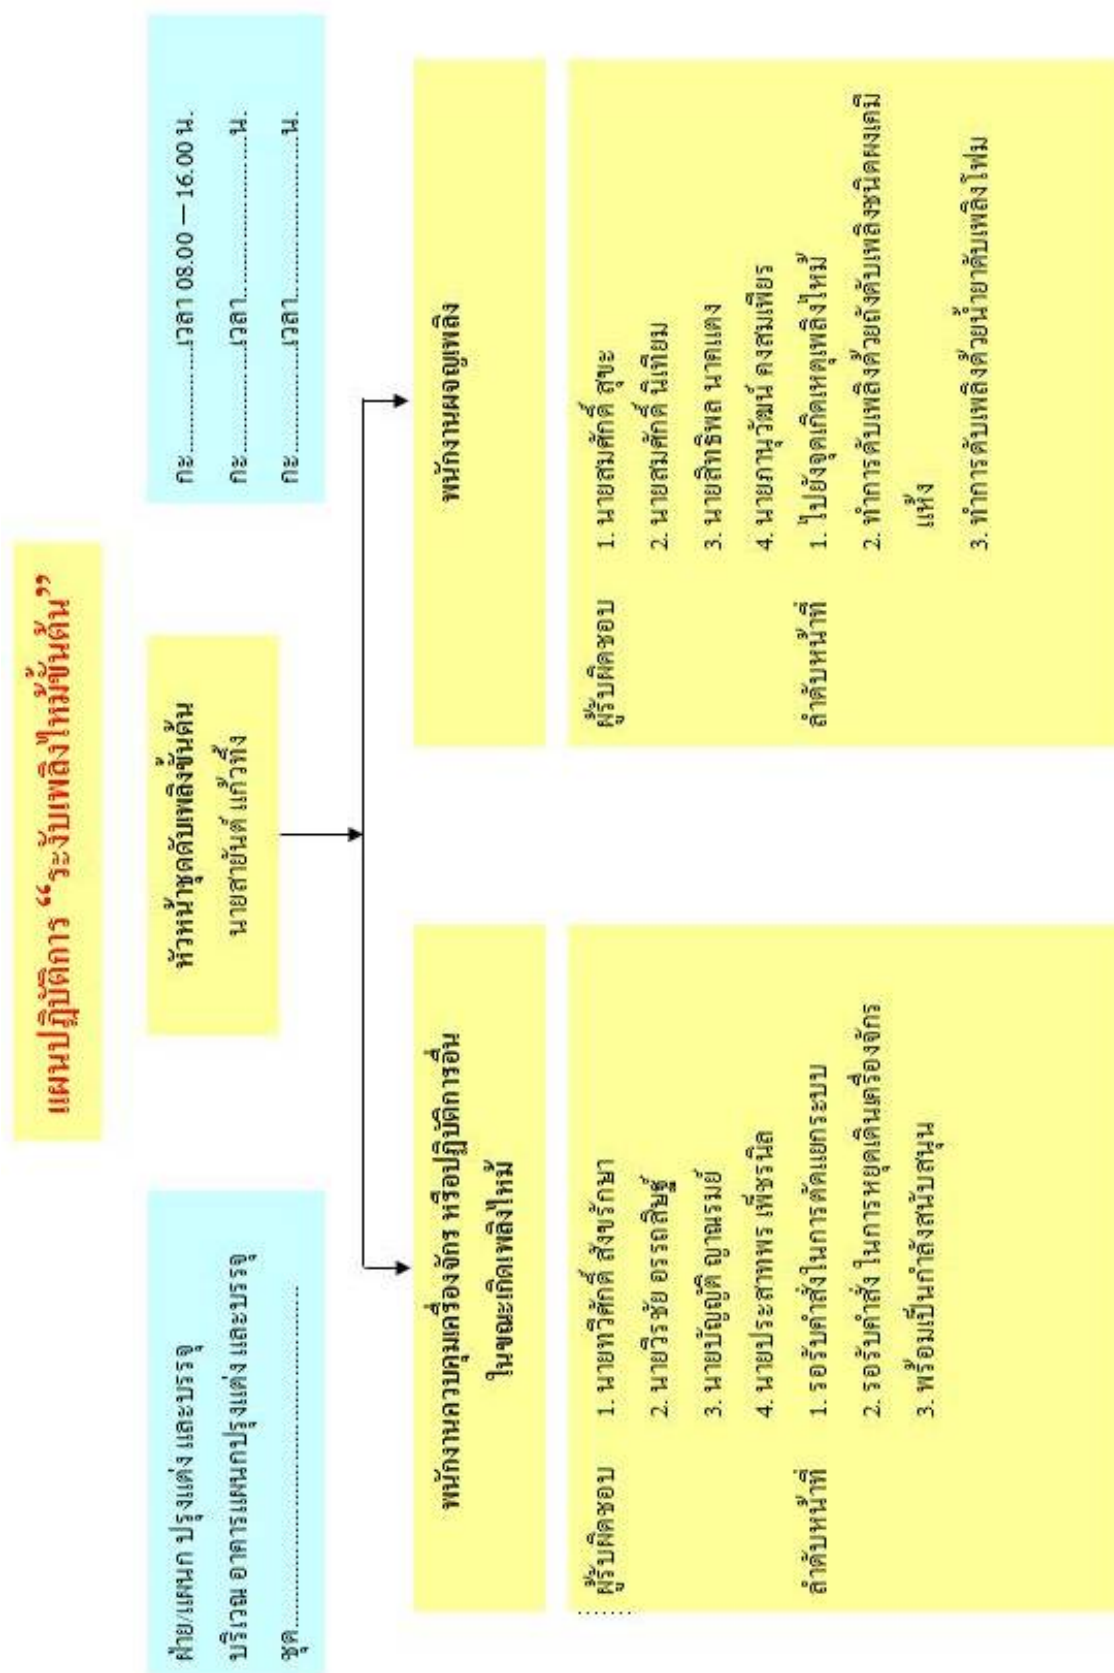 แผนปฏิบัติการ “ระงับเพลิงไหม้ขั้นต้น”
ฝ่าย/แผนก ปรุงแต่ง และบรรจุ
บริเวณ อาคารแผนกปรุงแต่ง และบรรจุ
ชุด.......................................................
หัวหน้าชุดดับเพลิงขั้นต้น
นายสายันต์ แก้วทิ้ง
กะ...................เวลา 08.00 – 16.00 น.
กะ...................เวลา...............................น.
กะ...................เวลา...............................น.
พนักงานควบคุมเครื่องจักร หรือปฏิบัติการอื่น
ในขณะเกิดเพลิงไหม้
ผู้รับผิดชอบ 1. นายทวีศักดิ์ สังขรักษา
2. นายวิรชัย อรรถสิษฐ์
3. นายบัญญัติ ญาณรมย์
4. นายประสาทพร เพ็ชรนิล
ลำดับหน้าที่ 1. รอรับคำสั่งในการตัดแยกระบบ
2. รอรับคำสั่ง ในการหยุดเดินเครื่องจักร
3. พร้อมเป็นกำลังสนับสนุน
พนักงานผจญเพลิง
ผู้รับผิดชอบ 1. นายสมศักดิ์ สุขะ
2. นายสมศักดิ์ นิเทียม
3. นายสิทธิพล นาคแดง
4. นายภานุวัฒน์ คงสมเพียร
ลำดับหน้าที่ 1. ไปยังจุดเกิดเหตุเพลิงไหม้
2. ทำการดับเพลิงด้วยถังดับเพลิงชนิดผงเคมี
แห้ง
3. ทำการดับเพลิงด้วยน้ำยาดับเพลิงโฟม